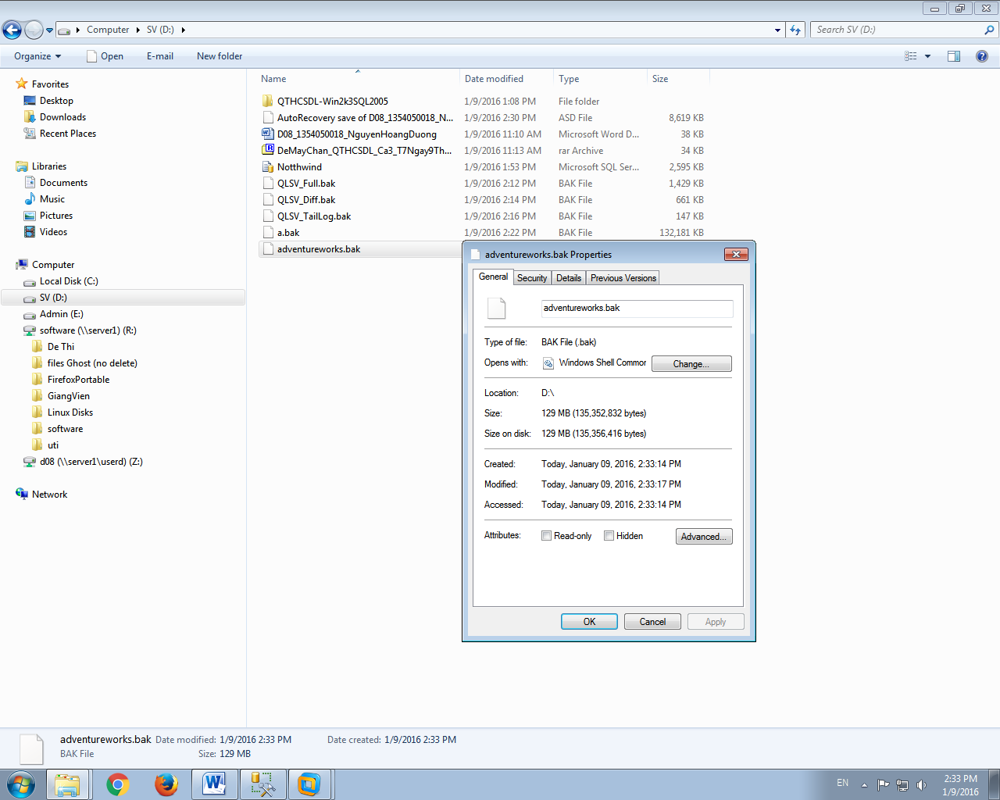 Computer
SV (D:)
Search SV (D:)
Organize
Open
E-mail
New folder
Favorites
Desktop
Downloads
Recent Places
Libraries
Documents
Music
Pictures
Videos
Computer
Local Disk (C:)
SV (D:)
Admin (E:)
software (\\server1) (R:)
De Thi
files Ghost (no delete)
FirefoxPortable
GiangVien
Linux Disks
software
uti
d08 (\\server1\userd) (Z:)
Network
Name Date modified Type Size
QTHCSDL-Win2k3SQL2005 1/9/2016 1:08 PM File folder
AutoRecovery save of D08_1354050018_N... 1/9/2016 2:30 PM ASD File 8,619 KB
D08_1354050018_NguyenHoangDuong 1/9/2016 11:10 AM Microsoft Word D... 38 KB
DeMayChan_QTHCSDL_Ca3_T7Ngay9Th... 1/9/2016 11:13 AM rar Archive 34 KB
Notthwind 1/9/2016 1:53 PM Microsoft SQL Ser... 2,595 KB
QLSV_Full.bak 1/9/2016 2:12 PM BAK File 1,429 KB
QLSV_Diff.bak 1/9/2016 2:14 PM BAK File 661 KB
QLSV_TailLog.bak 1/9/2016 2:16 PM BAK File 147 KB
a.bak 1/9/2016 2:22 PM BAK File 132,181 KB
adventureworks.bak
adventureworks.bak Properties
General Security Details Previous Versions
adventureworks.bak
Type of file: BAK File (.bak)
Opens with: Windows Shell Commor Change...
Location: D:\
Size: 129 MB (135,352,832 bytes)
Size on disk: 129 MB (135,356,416 bytes)
Created: Today, January 09, 2016, 2:33:14 PM
Modified: Today, January 09, 2016, 2:33:17 PM
Accessed: Today, January 09, 2016, 2:33:14 PM
Attributes: Read-only Hidden Advanced...
OK Cancel Apply
adventureworks.bak Date modified: 1/9/2016 2:33 PM Date created: 1/9/2016 2:33 PM
BAK File Size: 129 MB
EN
2:33 PM
1/9/2016